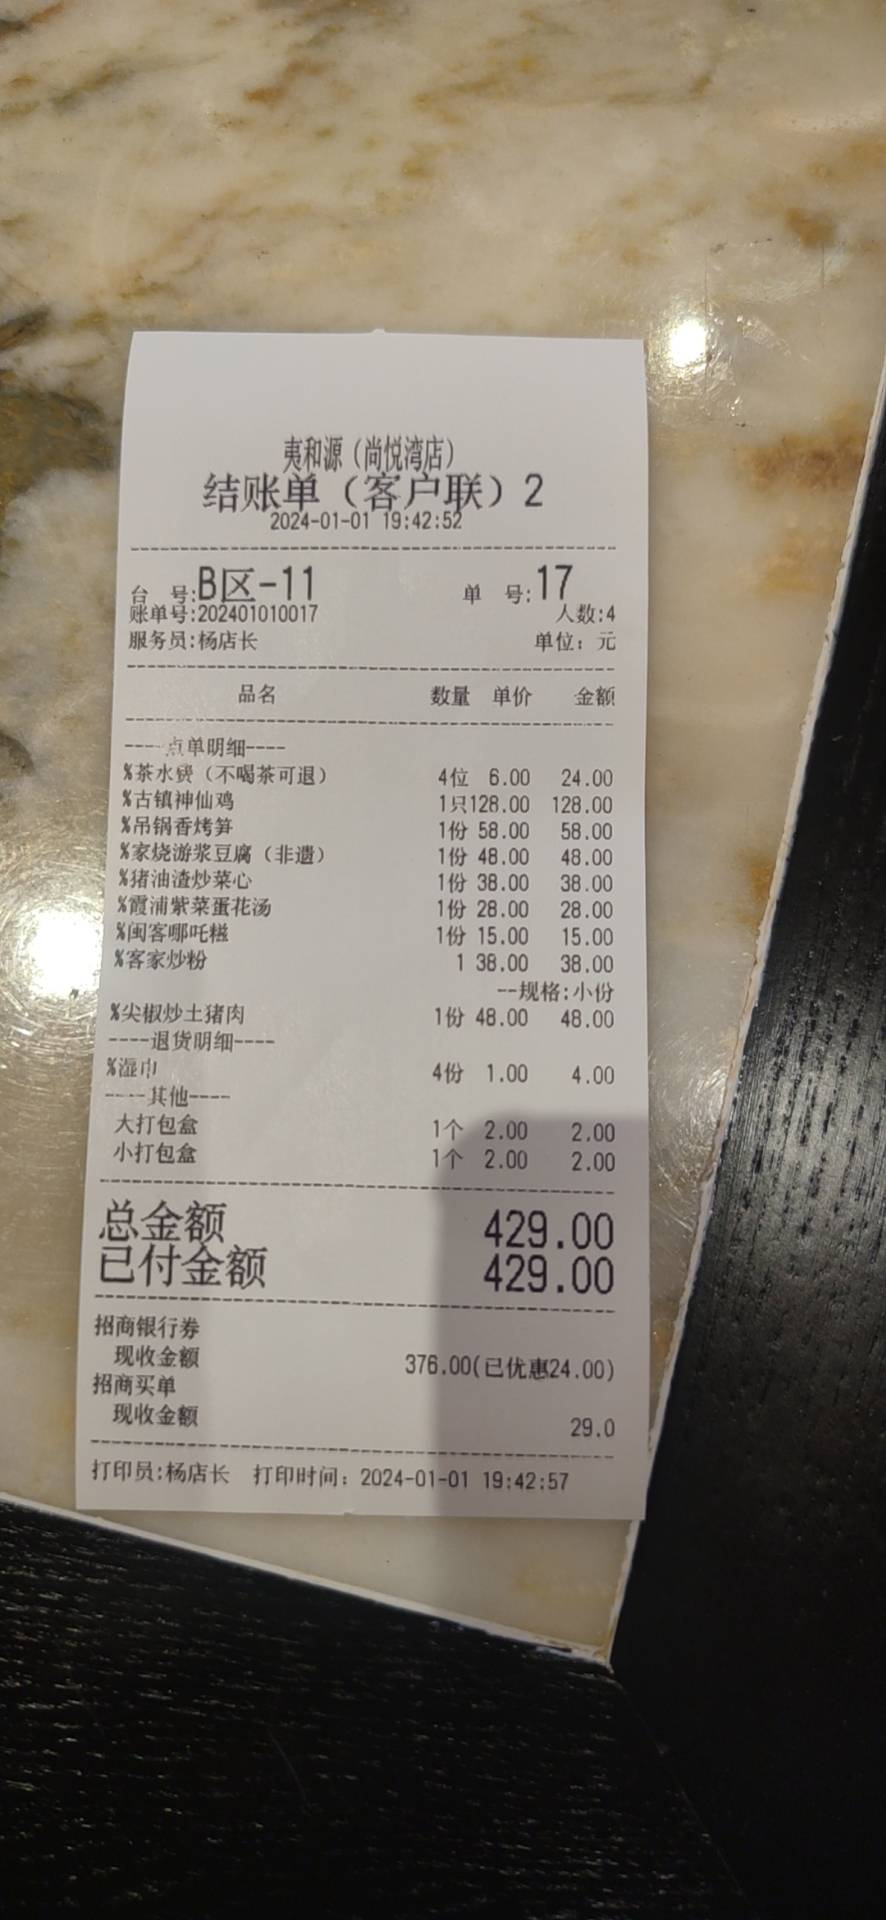 夷和源（尚悦湾店）
结账单（客户联）2
2024-01-01 19:42:52
台 号:B区-11 单 号:17
账单号:202401010017 人数:4
服务员:杨店长 单位：元
品名 数量 单价 金额
----点单明细----
%茶水费（不喝茶可退） 4位 6.00 24.00
%古镇神仙鸡 1只128.00 128.00
%吊锅香烤笋 1份 58.00 58.00
%家烧游浆豆腐（非遗） 1份 48.00 48.00
%猪油渣炒菜心 1份 38.00 38.00
%霞浦紫菜蛋花汤 1份 28.00 28.00
%闽客哪吒糍 1份 15.00 15.00
%客家炒粉 1 38.00 38.00
--规格:小份
%尖椒炒土猪肉 1份 48.00 48.00
----退货明细----
%湿巾 4份 1.00 4.00
----其他----
大打包盒 1个 2.00 2.00
小打包盒 1个 2.00 2.00
总金额 429.00
已付金额 429.00
招商银行券
现收金额 376.00(已优惠24.00)
招商买单
现收金额 29.0
打印员:杨店长 打印时间：2024-01-01 19:42:57